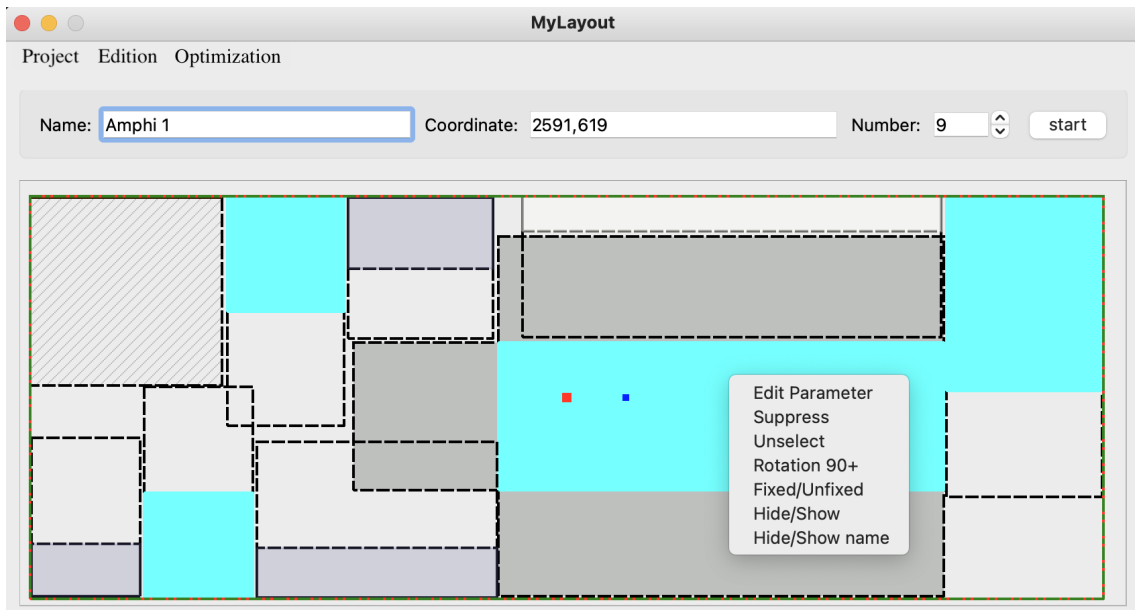 MyLayout
Project Edition Optimization
Name: Amphi 1 Coordinate: 2591,619 Number: 9 start
Edit Parameter
Suppress
Unselect
Rotation 90+
Fixed/Unfixed
Hide/Show
Hide/Show name